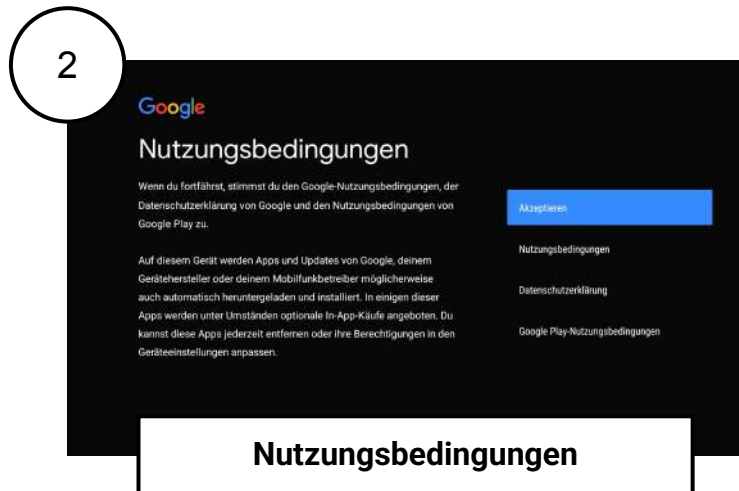 2
Google
Nutzungsbedingungen
Wenn du fortfährst, stimmst du den Google-Nutzungsbedingungen, der
Datenschutzerklärung von Google und den Nutzungsbedingungen von
Google Play zu.
Auf diesem Gerät werden Apps und Updates von Google, deinem
Gerätehersteller oder deinem Mobilfunkbetreiber möglicherweise
auch automatisch heruntergeladen und installiert. In einigen dieser
Apps werden unter Umständen optionale In-App-Käufe angeboten. Du
kannst diese Apps jederzeit entfernen oder ihre Berechtigungen in den
Geräteeinstellungen anpassen.
Akzeptieren
Nutzungsbedingungen
Datenschutzerklärung
Google Play-Nutzungsbedingungen
Nutzungsbedingungen